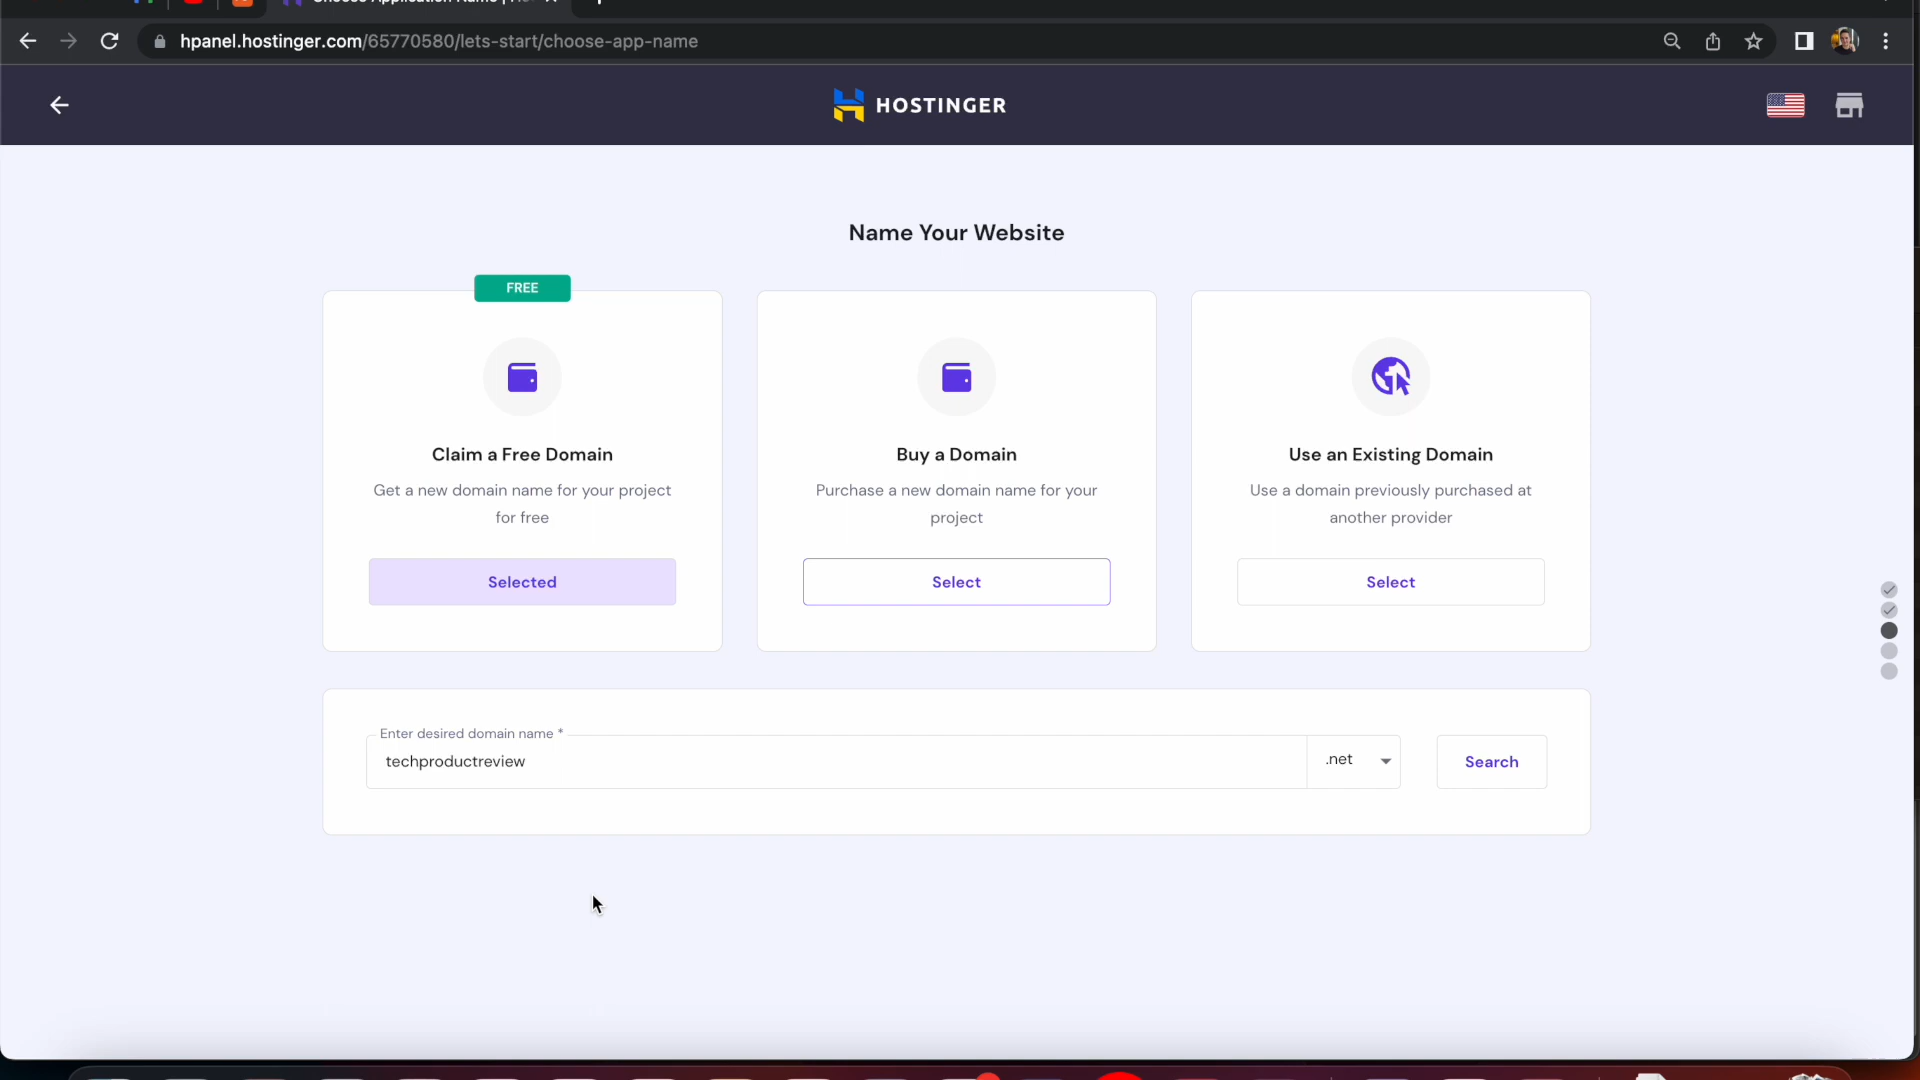 hpanel.hostinger.com/65770580/lets-start/choose-app-name
HOSTINGER
Name Your Website
FREE
Claim a Free Domain
Get a new domain name for your project
for free
Selected
Buy a Domain
Purchase a new domain name for your
project
Select
Use an Existing Domain
Use a domain previously purchased at
another provider
Select
Enter desired domain name *
techproductreview
.net
Search